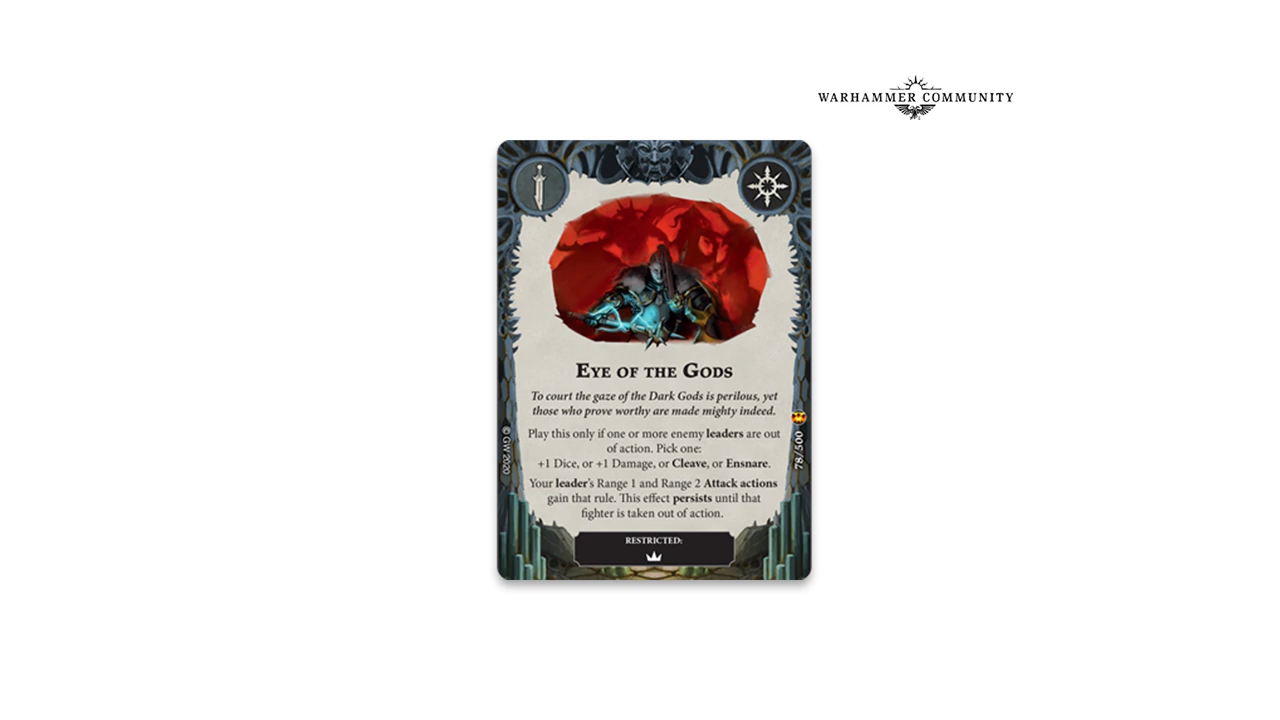 WARHAMMER COMMUNITY
EYE OF THE GODS
To court the gaze of the Dark Gods is perilous, yet
those who prove worthy are made mighty indeed.
Play this only if one or more enemy leaders are out
of action. Pick one:
+1 Dice, or +1 Damage, or Cleave, or Ensnare.
Your leader's Range 1 and Range 2 Attack actions
gain that rule. This effect persists until that
fighter is taken out of action.
RESTRICTED:
© GW 2020
78/500